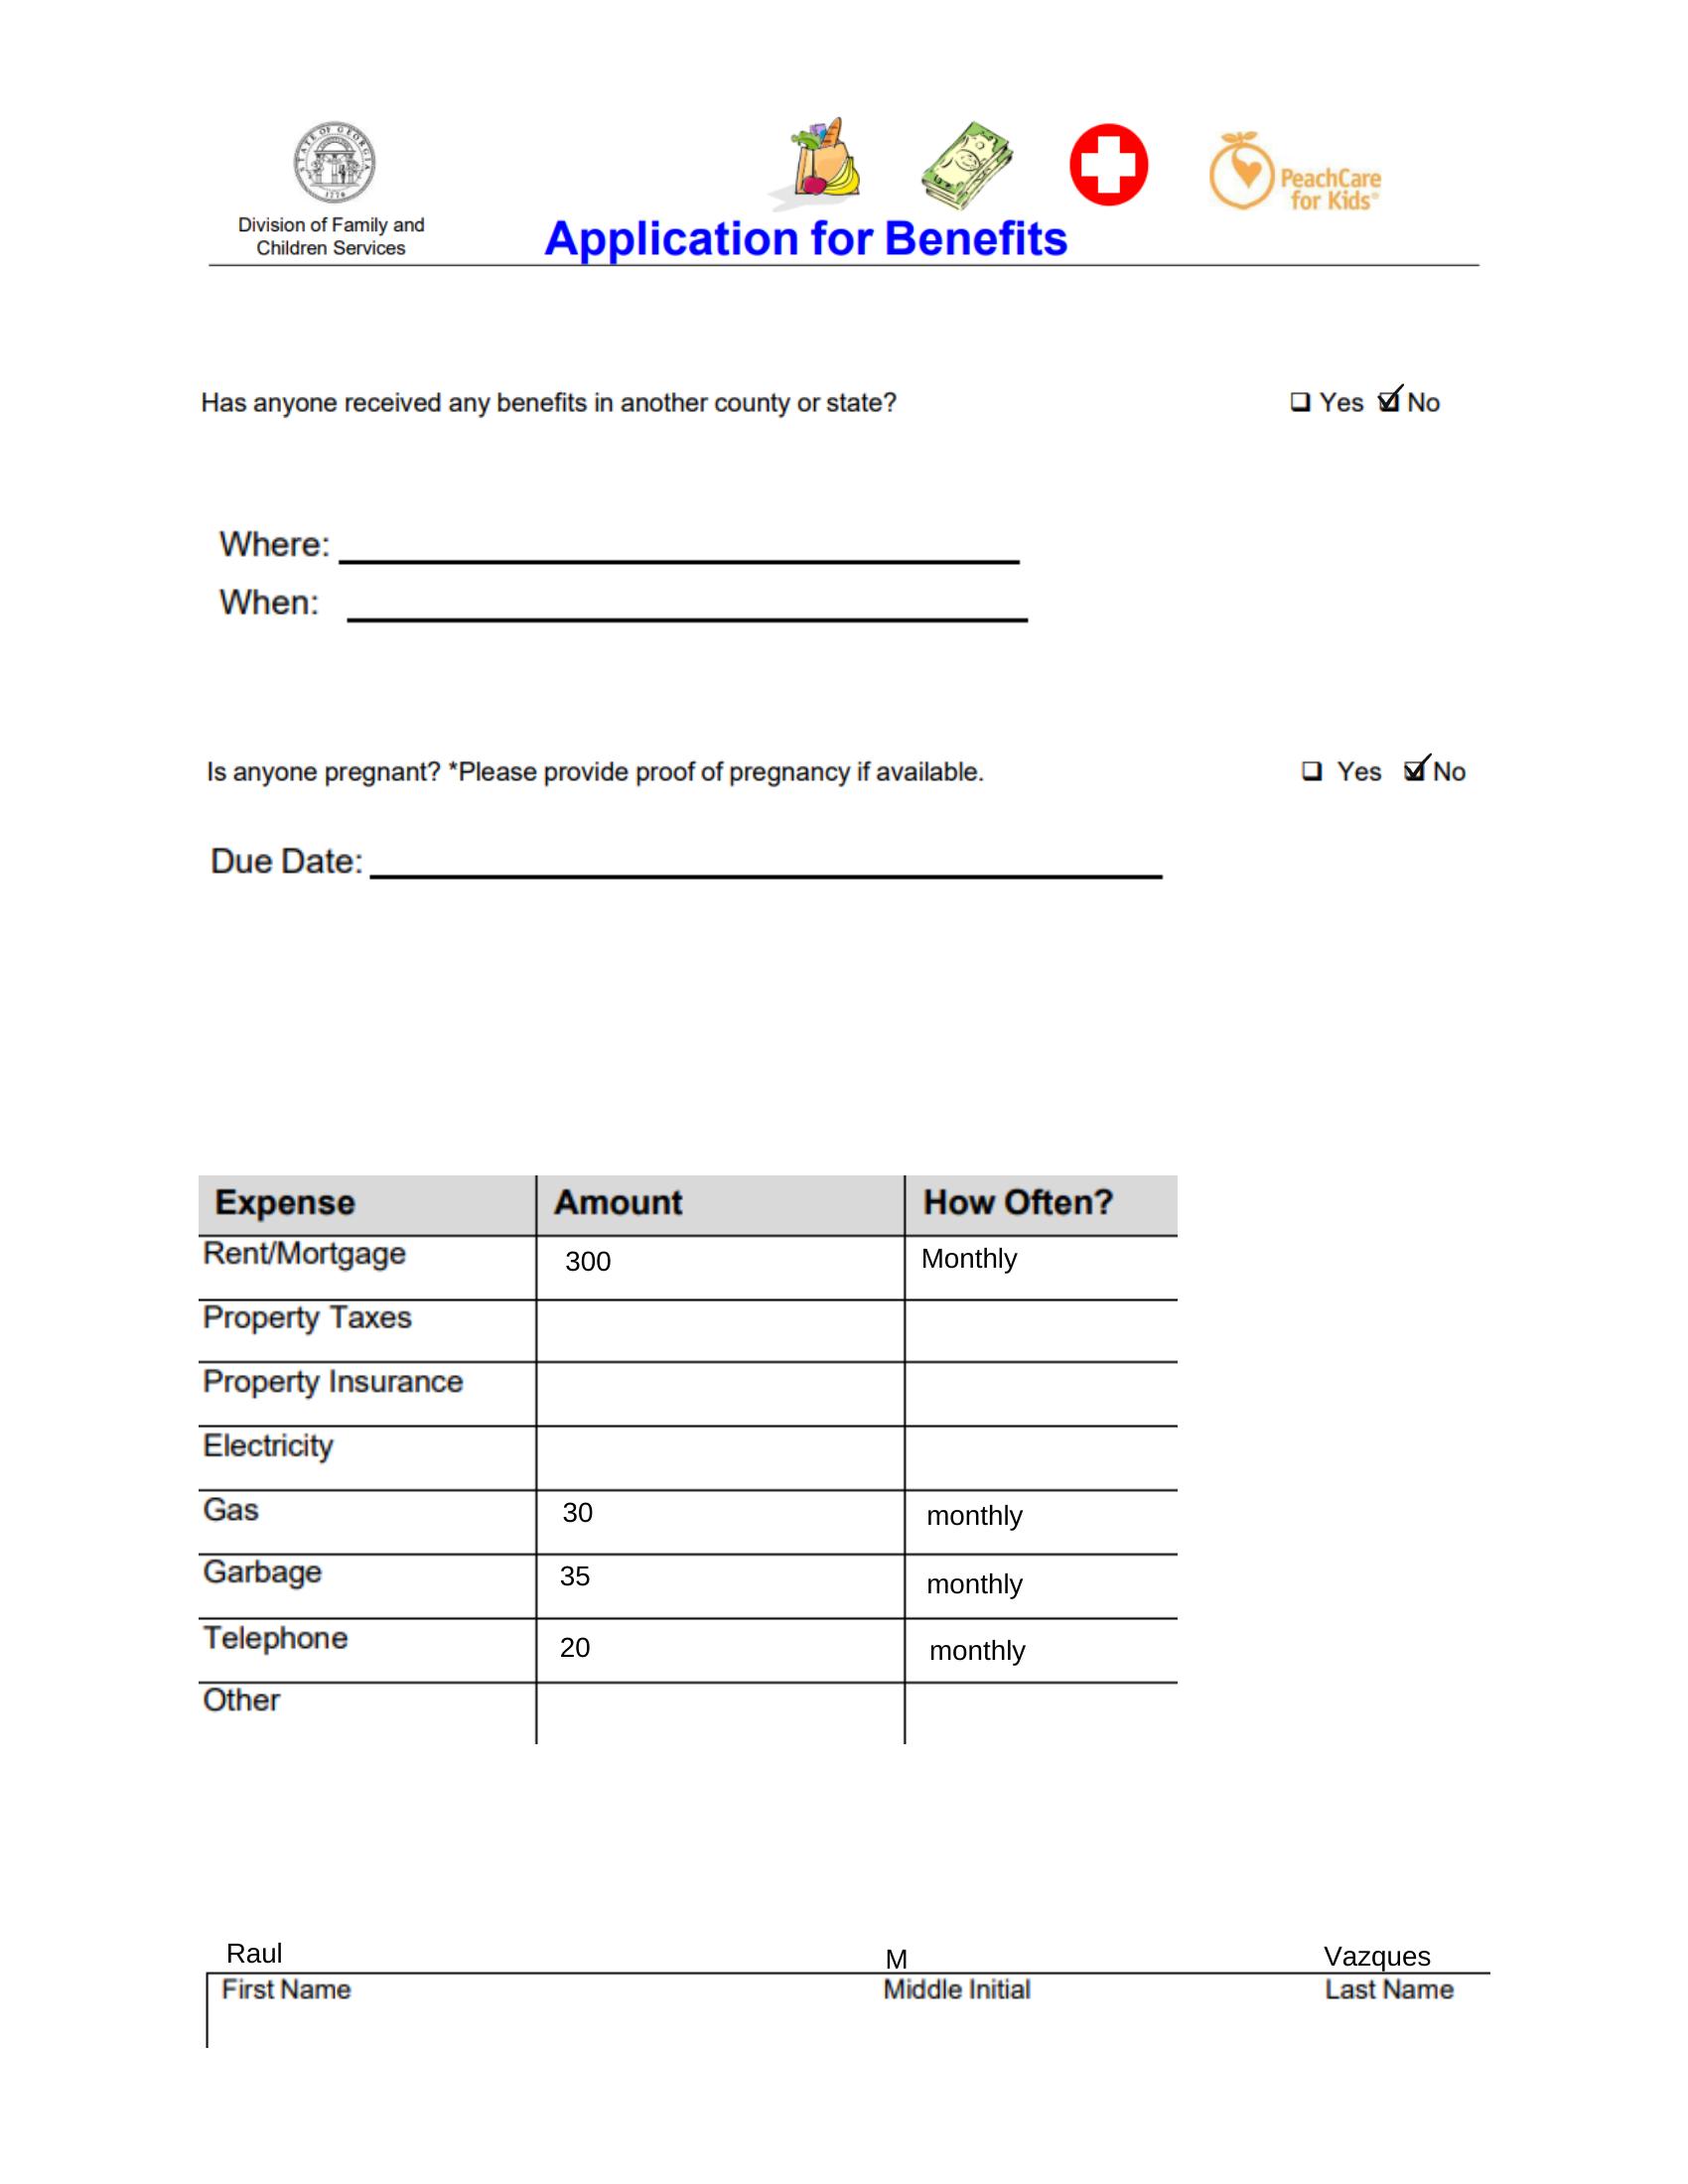 STATE OF GEORGIA
1776
PeachCare
for Kids®
Division of Family and
Children Services
Application for Benefits
Has anyone received any benefits in another county or state? ❑ Yes ☑ No
Where:
When:
Is anyone pregnant? *Please provide proof of pregnancy if available. ❑ Yes ☑ No
Due Date:
Expense Amount How Often?
Rent/Mortgage 300 Monthly
Property Taxes
Property Insurance
Electricity
Gas 30 monthly
Garbage 35 monthly
Telephone 20 monthly
Other
Raul M Vazques
First Name Middle Initial Last Name